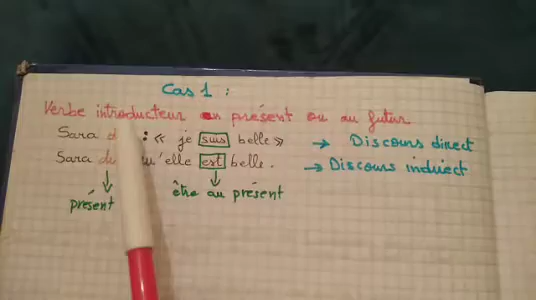 Cas 1 :
Verbe introducteur au présent ou au futur
Sara : « je suis belle » → Discours direct
Sara qu'elle est belle. → Discours indirect
présent être au présent